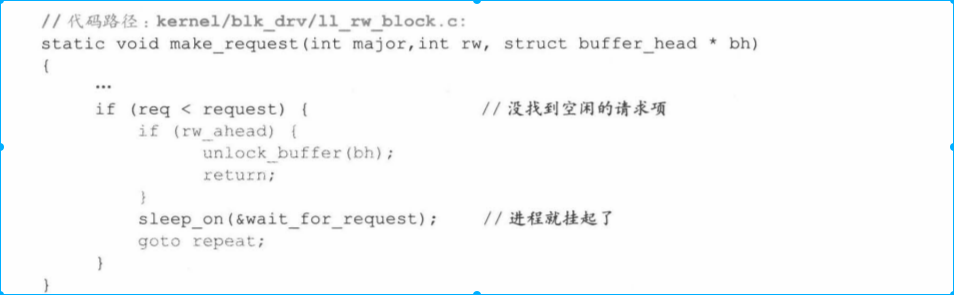 // 代码路径：kernel/blk_drv/ll_rw_block.c:
static void make_request(int major,int rw, struct buffer_head * bh)
{
…
if (req < request) { // 没找到空闲的请求项
if (rw_ahead) {
unlock_buffer(bh);
return;
}
sleep_on(&wait_for_request); // 进程就挂起了
goto repeat;
}
}